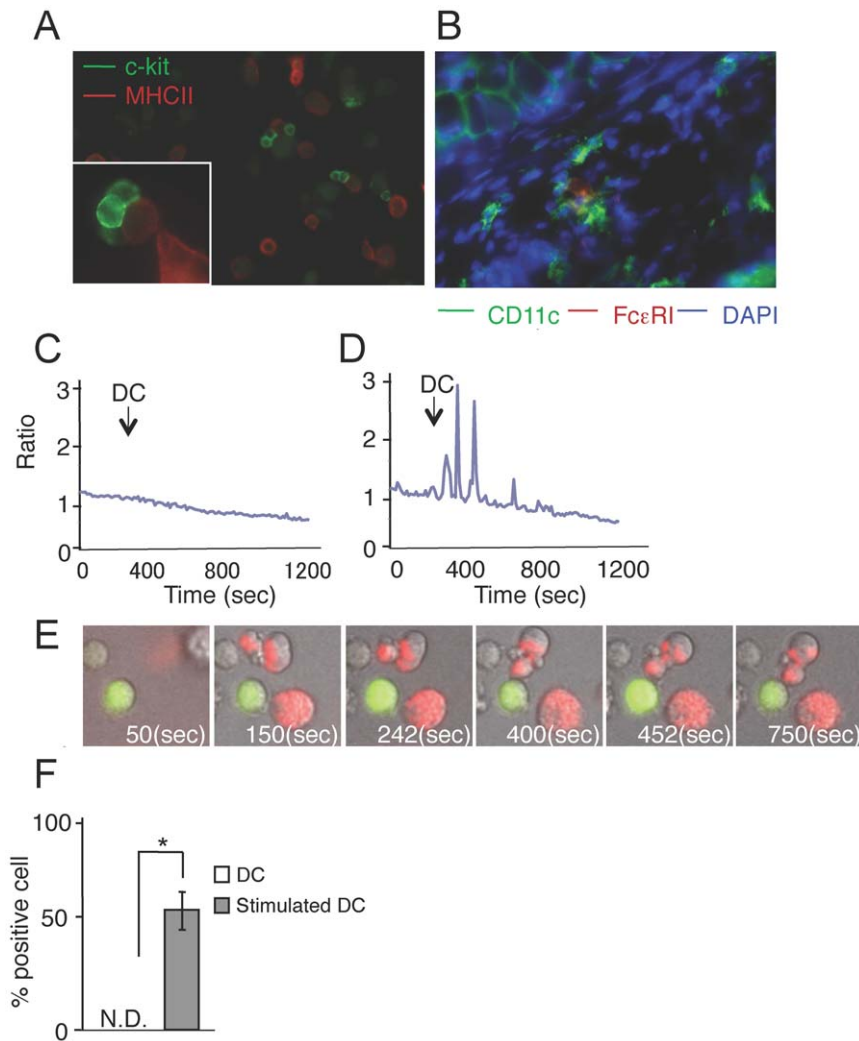 A
c-kit
MHCII
B
CD11c FcεRI DAPI
C
3
2
1
0
Ratio
DC
0 400 800 1200
Time (sec)
D
3
2
1
0
DC
0 400 800 1200
Time (sec)
E
50(sec) 150(sec) 242(sec) 400(sec) 452(sec) 750(sec)
F
100
50
0
% positive cell
*
N.D.
DC
Stimulated DC